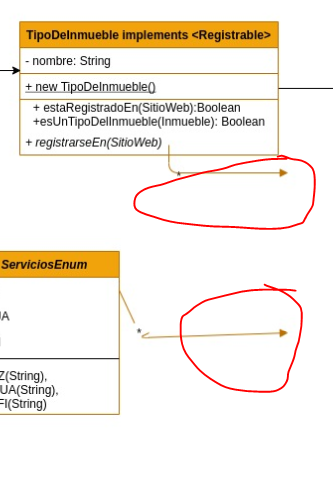 TipoDeInmueble implements <Registrable>
- nombre: String
+ new TipoDeInmueble()
+ estaRegistradoEn(SitioWeb):Boolean
+esUnTipoDelInmueble(Inmueble): Boolean
+ registrarseEn(SitioWeb)
*
ServiciosEnum
UA
*
Z(String),
UA(String),
FI(String)